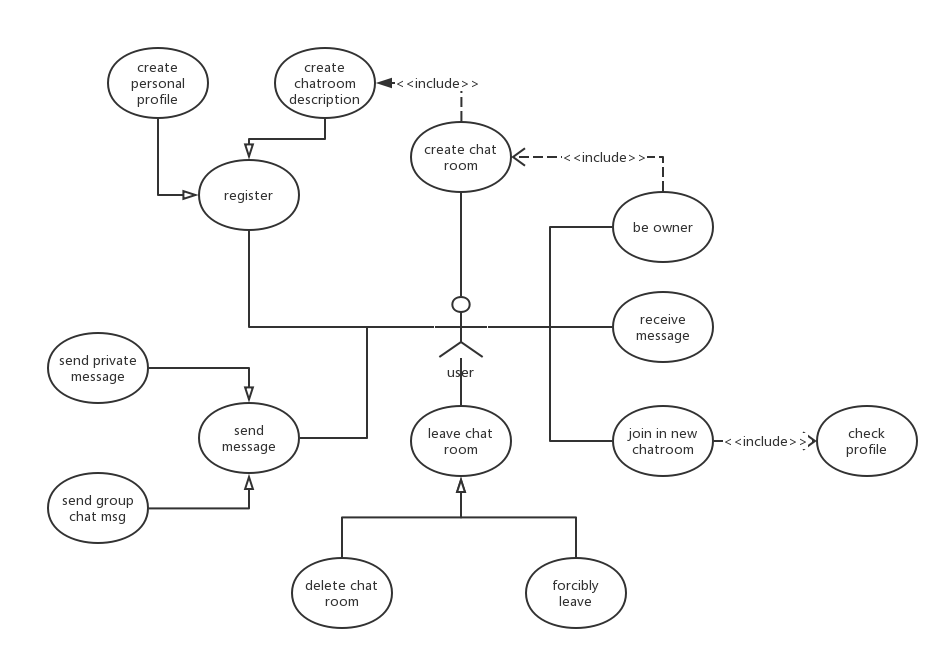 create
personal
profile
create
chatroom
description
<<include>>
create chat
room
<<include>>
register
be owner
receive
message
send private
message
user
send
message
leave chat
room
join in new
chatroom
<<include>>
check
profile
send group
chat msg
delete chat
room
forcibly
leave